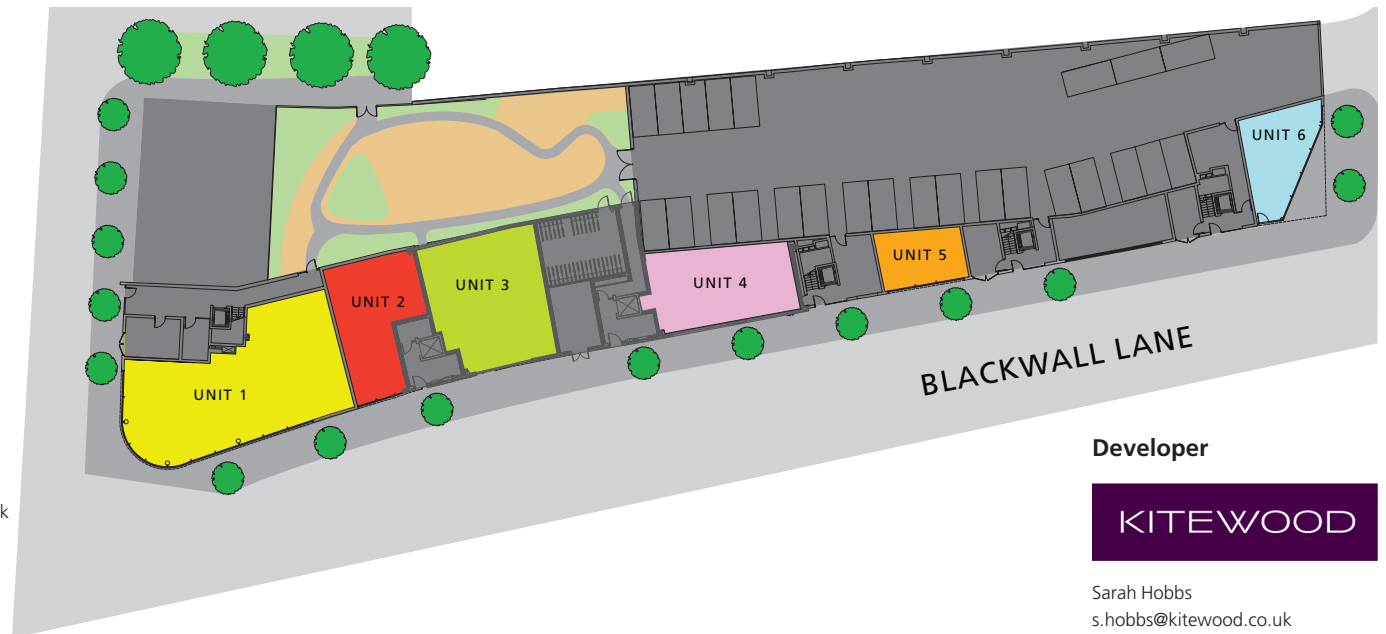 UNIT 6
UNIT 5
UNIT 4
UNIT 3
UNIT 2
UNIT 1
BLACKWALL LANE
k
Developer
KITEWOOD
Sarah Hobbs
s.hobbs@kitewood.co.uk